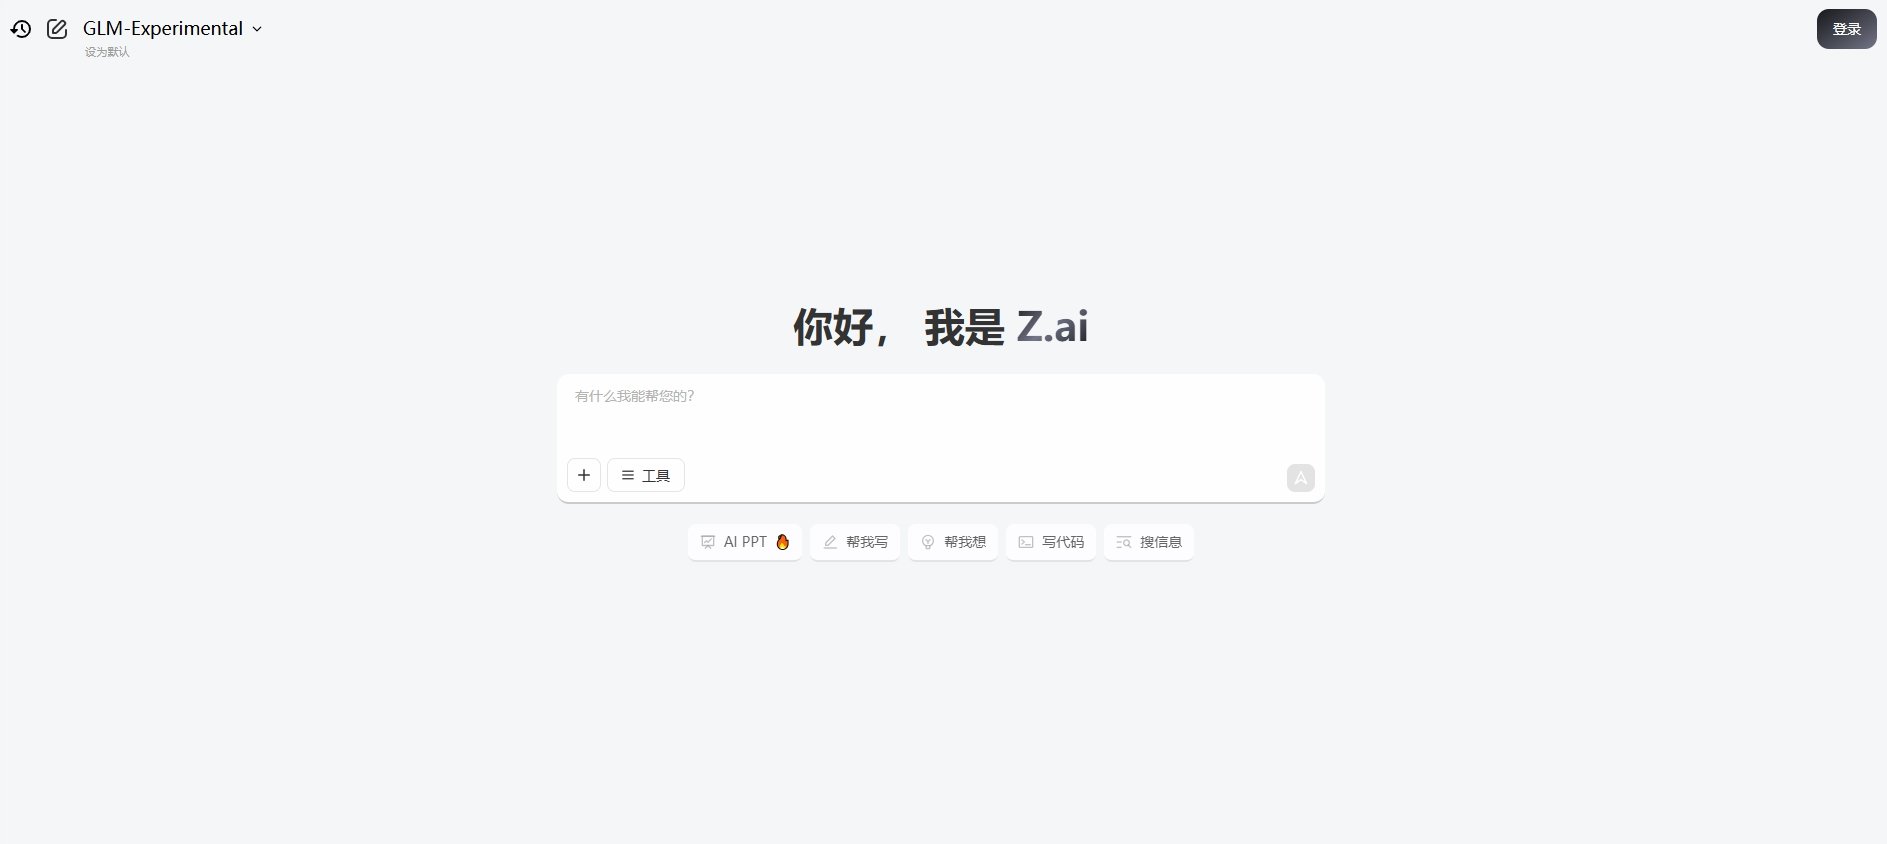 GLM-Experimental
设为默认
登录
你好， 我是 Z.ai
有什么我能帮您的？
工具
AI PPT 🔥 帮我写 帮我想 写代码 搜信息